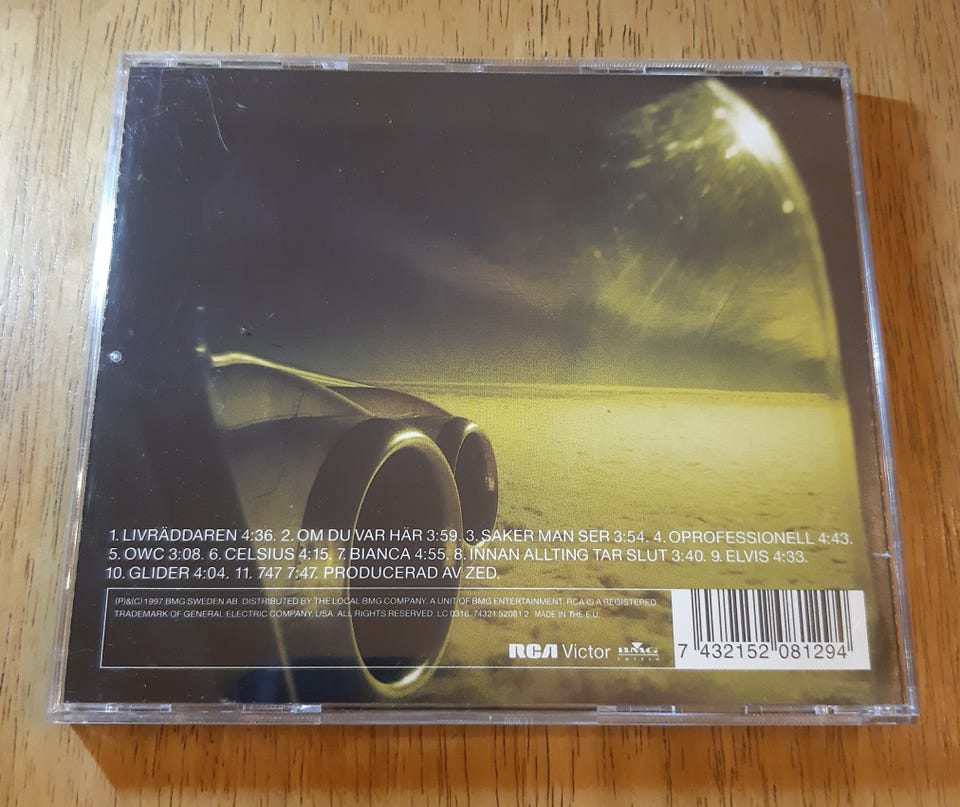 1. LIVRÄDDAREN 4:36. 2. OM DU VAR HÄR 3:59. 3. SAKER MAN SER 3:54. 4. OPROFESSIONELL 4:43.
5. OWC 3:08. 6. CELSIUS 4:15. 7. BIANCA 4:55. 8. INNAN ALLTING TAR SLUT 3:40. 9. ELVIS 4:33.
10. GLIDER 4:04. 11. 747 7:47. PRODUCERAD AV ZED.
(P)&(C) 1997 BMG SWEDEN AB. DISTRIBUTED BY THE LOCAL BMG COMPANY. A UNIT OF BMG ENTERTAINMENT. RCA IS A REGISTERED
TRADEMARK OF GENERAL ELECTRIC COMPANY, USA. ALL RIGHTS RESERVED. LC 0316. 74321 52081 2 MADE IN THE E.U.
RCA Victor BMG
7 432152 081294